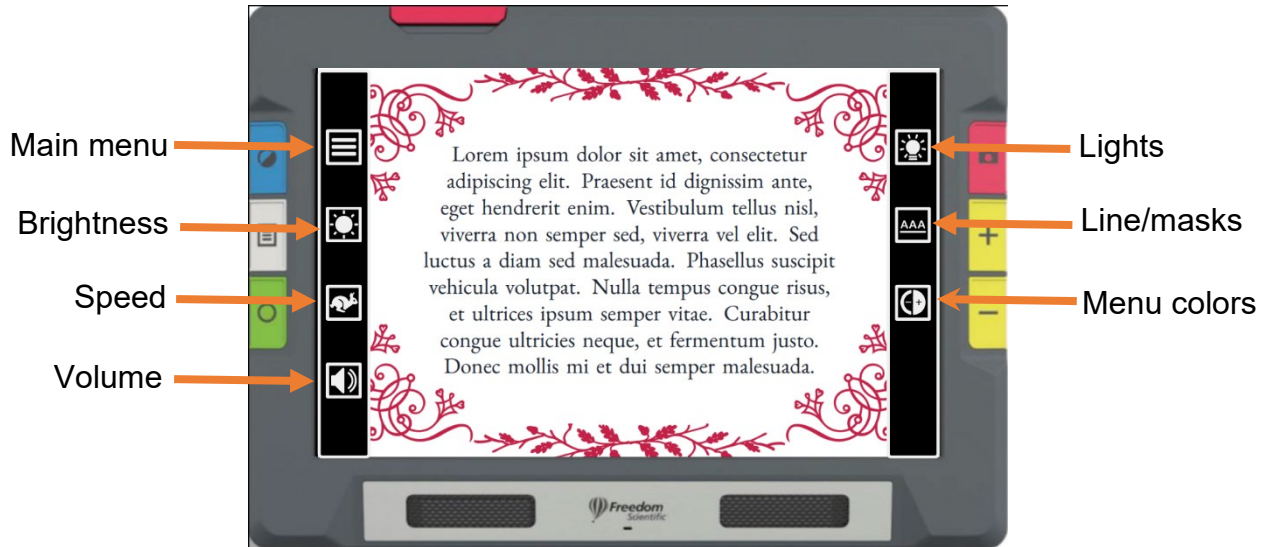 Main menu
Brightness
Speed
Volume
Lorem ipsum dolor sit amet, consectetur
adipiscing elit. Praesent id dignissim ante,
eget hendrerit enim. Vestibulum tellus nisl,
viverra non semper sed, viverra vel elit. Sed
luctus a diam sed malesuada. Phasellus suscipit
vehicula volutpat. Nulla tempus congue risus,
et ultrices ipsum semper vitae. Curabitur
congue ultricies neque, et fermentum justo.
Donec mollis mi et dui semper malesuada.
AAA
Lights
Line/masks
Menu colors
+
−
Freedom
Scientific